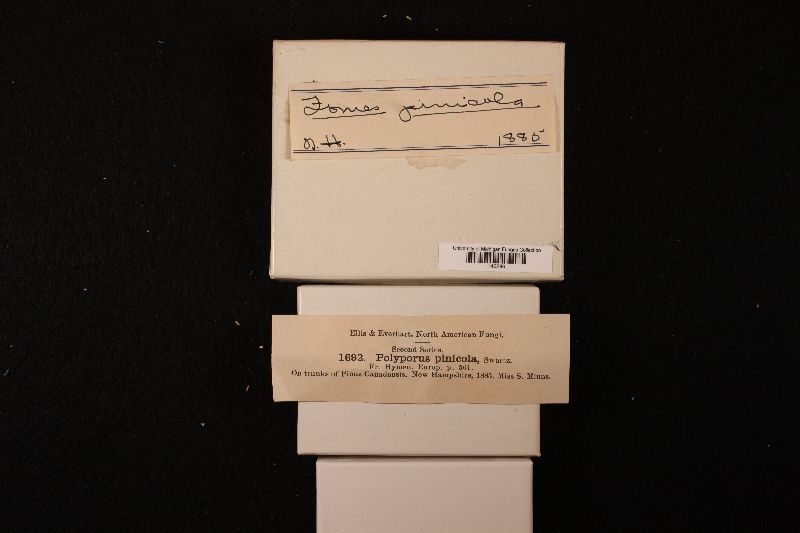 Fomes pinicola
N. H. 1885
University of Michigan Fungus Collection
Ellis & Everhart, North American Fungi.
Second Series.
1692. Polyporus pinicola, Swartz.
Fr. Hymen. Europ. p. 561.
On trunks of Pinus Canadensis. New Hampshire, 1885. Miss S. Minns.